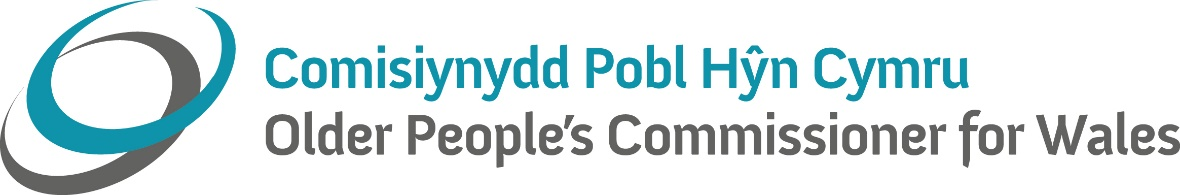 Comisiynydd Pobl Hŷn Cymru
Older People's Commissioner for Wales